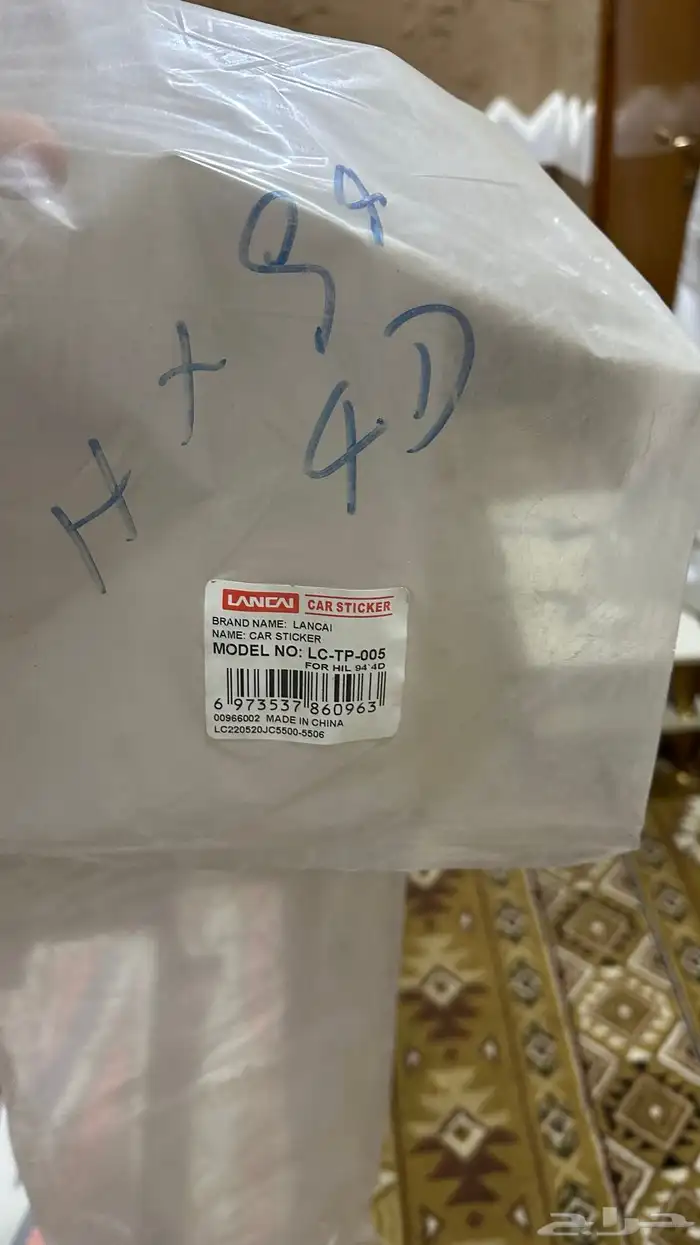 H + 94
4D
LANCAI CAR STICKER
BRAND NAME: LANCAI
NAME: CAR STICKER
MODEL NO: LC-TP-005
FOR HIL 94'4D
6 973537 860963
00966002 MADE IN CHINA
LC220520JC5500-5506
حراج